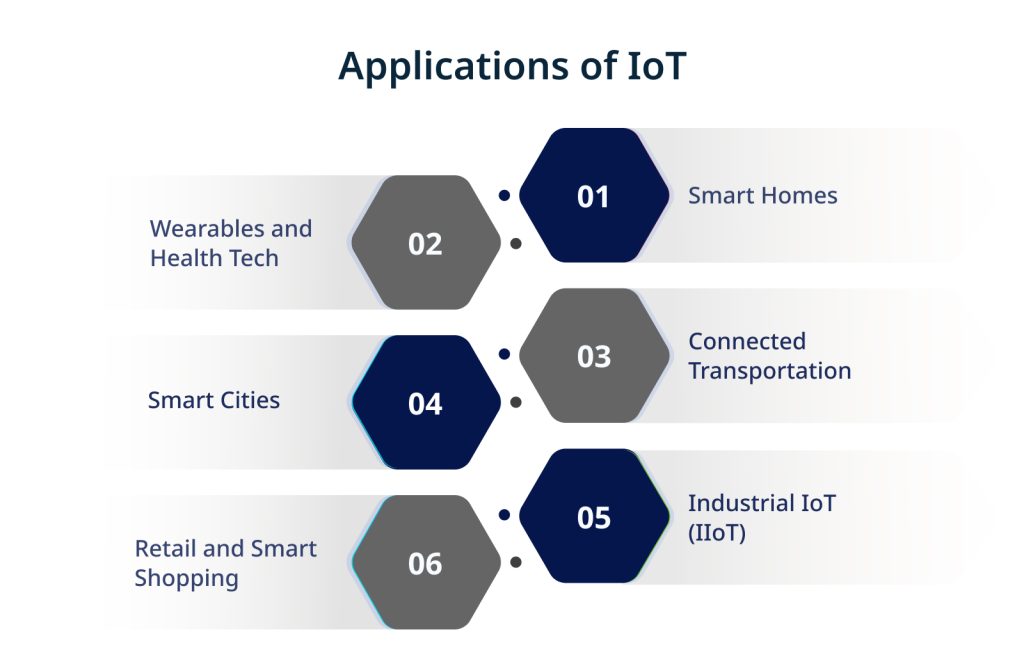 Applications of IoT
01
Smart Homes
02
Wearables and
Health Tech
03
Connected
Transportation
04
Smart Cities
05
Industrial IoT
(IIoT)
06
Retail and Smart
Shopping